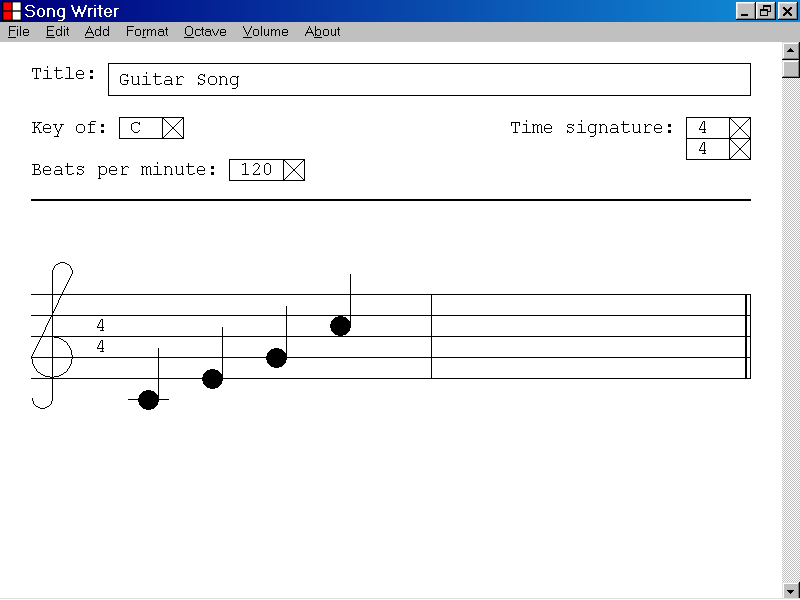 Song Writer
File Edit Add Format Octave Volume About
Title: Guitar Song
Key of: C Time signature: 4
4
Beats per minute: 120
4
4